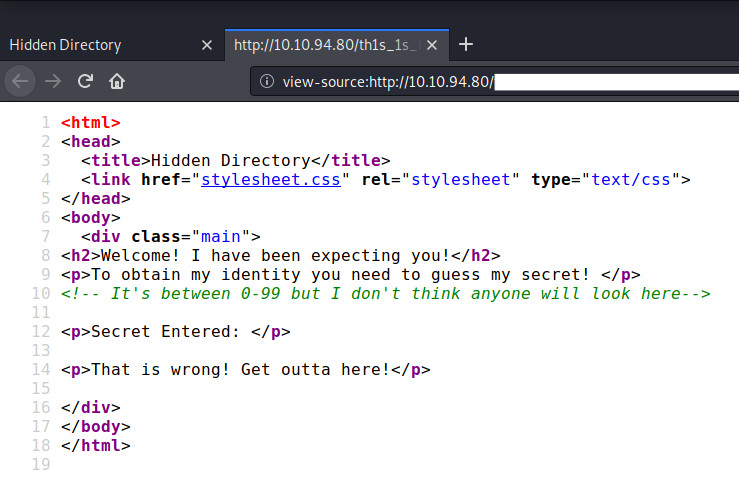 Hidden Directory
http://10.10.94.80/th1s_1s_
view-source:http://10.10.94.80/
1 <html>
2 <head>
3 <title>Hidden Directory</title>
4 <link href="stylesheet.css" rel="stylesheet" type="text/css">
5 </head>
6 <body>
7 <div class="main">
8 <h2>Welcome! I have been expecting you!</h2>
9 <p>To obtain my identity you need to guess my secret! </p>
10 <!-- It's between 0-99 but I don't think anyone will look here-->
11
12 <p>Secret Entered: </p>
13
14 <p>That is wrong! Get outta here!</p>
15
16 </div>
17 </body>
18 </html>
19